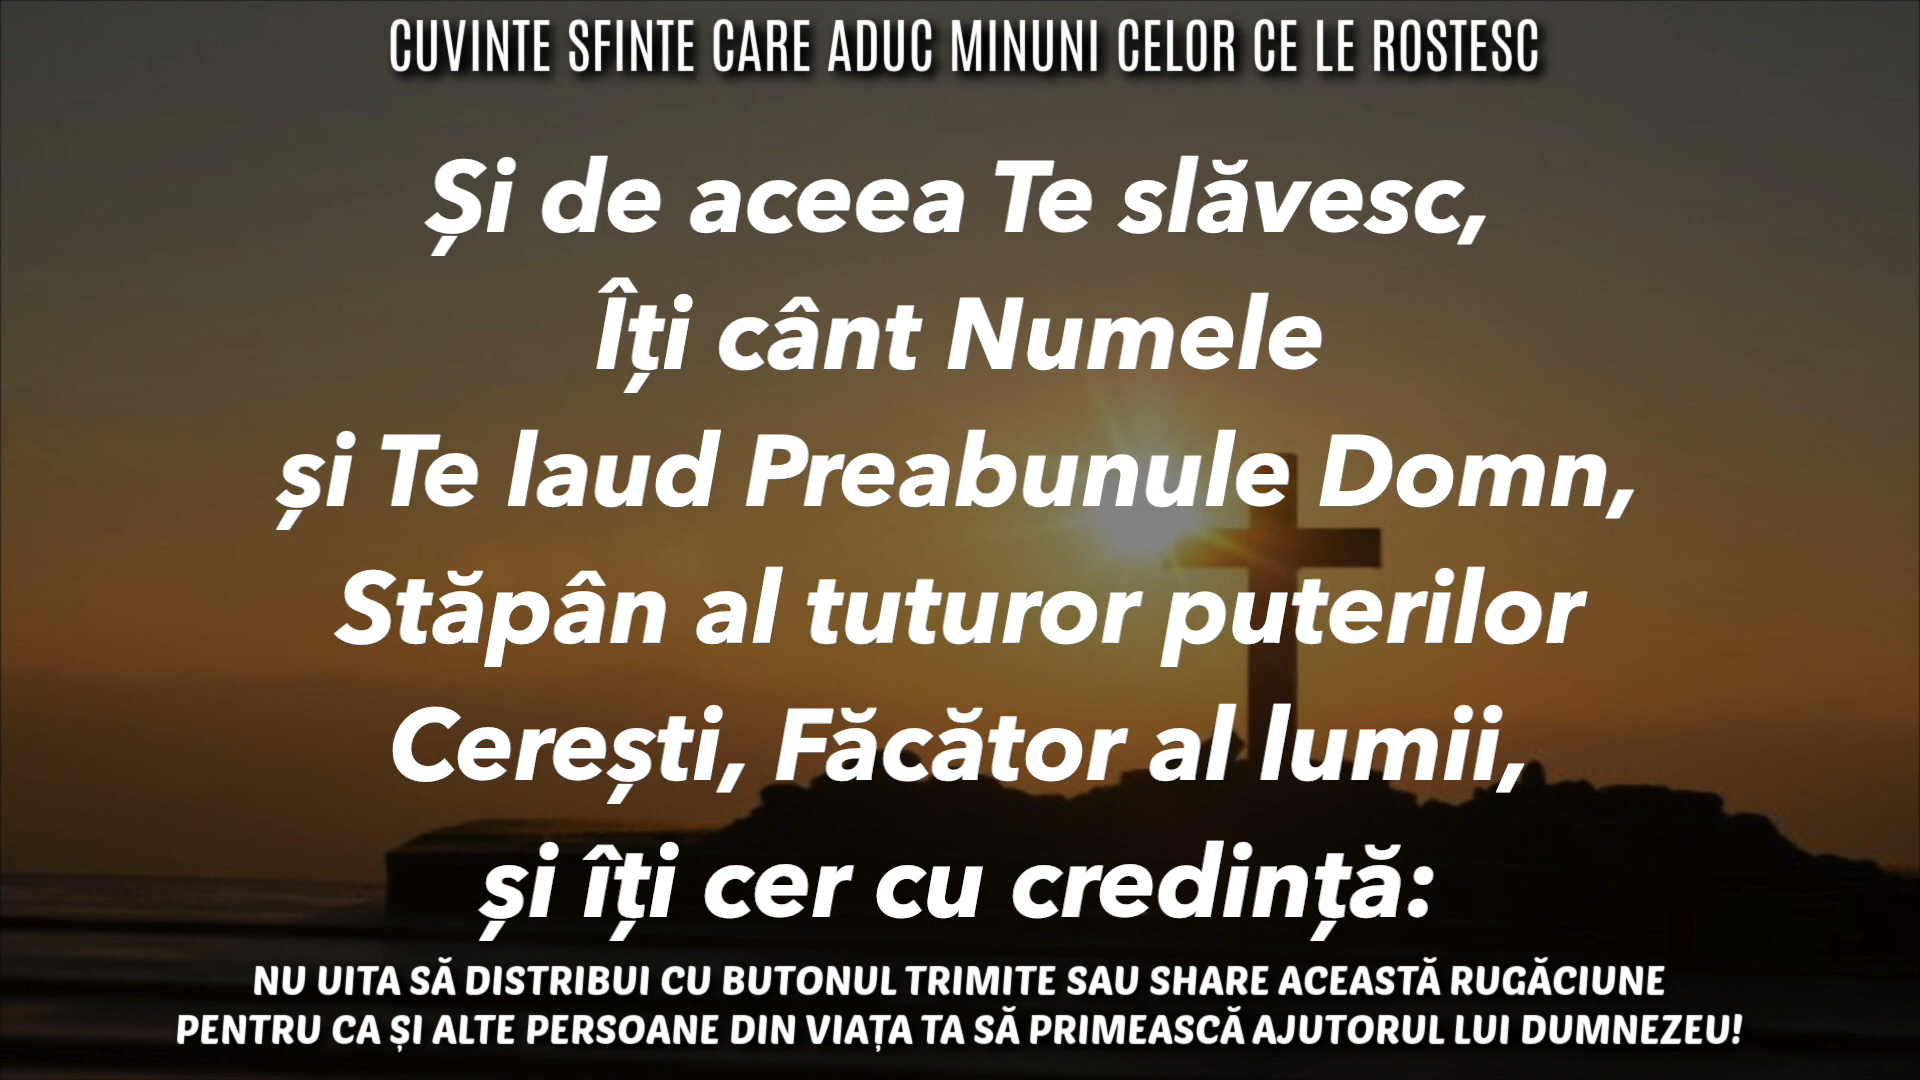 CUVINTE SFINTE CARE ADUC MINUNI CELOR CE LE ROSTESC
Și de aceea Te slăvesc,
Îți cânt Numele
și Te laud Preabunule Domn,
Stăpân al tuturor puterilor
Cerești, Făcător al lumii,
și îți cer cu credință:
NU UITA SĂ DISTRIBUI CU BUTONUL TRIMITE SAU SHARE ACEASTĂ RUGĂCIUNE
PENTRU CA ȘI ALTE PERSOANE DIN VIAȚA TA SĂ PRIMEASCĂ AJUTORUL LUI DUMNEZEU!